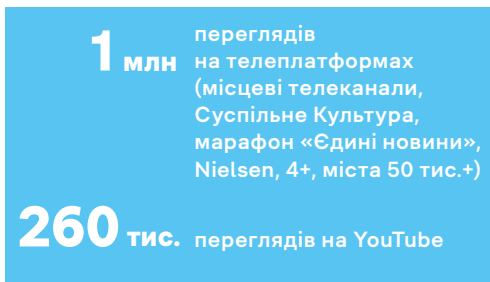 1 млн
переглядів
на телеплатформах
(місцеві телеканали,
Суспільне Культура,
марафон «Єдині новини»,
Nielsen, 4+, міста 50 тис.+)
260 тис. переглядів на YouTube